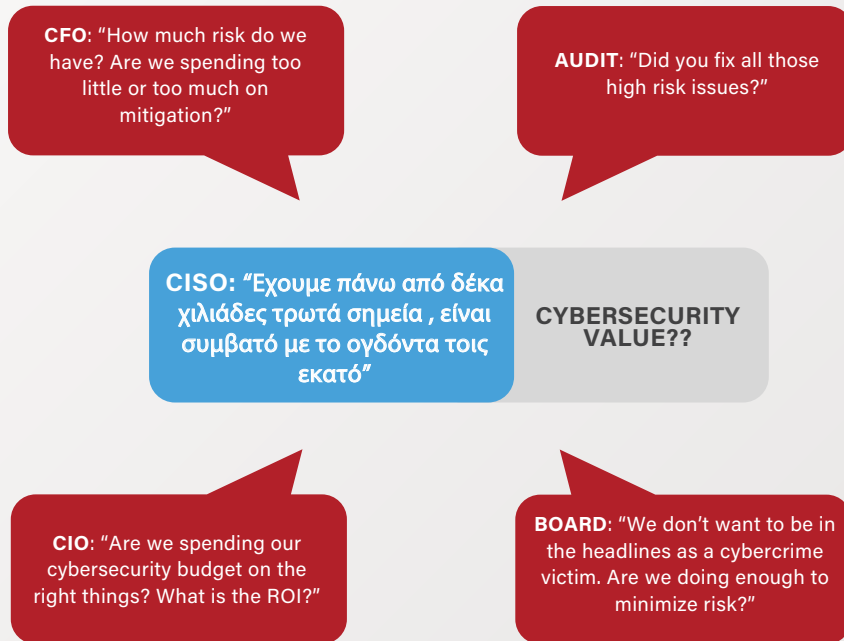 CFO: “How much risk do we
have? Are we spending too
little or too much on
mitigation?”
AUDIT: “Did you fix all those
high risk issues?”
CISO: “Έχουμε πάνω από δέκα
χιλιάδες τρωτά σημεία , είναι
συμβατό με το ογδόντα τοις
εκατό”
CYBERSECURITY
VALUE??
CIO: “Are we spending our
cybersecurity budget on the
right things? What is the ROI?”
BOARD: “We don’t want to be in
the headlines as a cybercrime
victim. Are we doing enough to
minimize risk?”